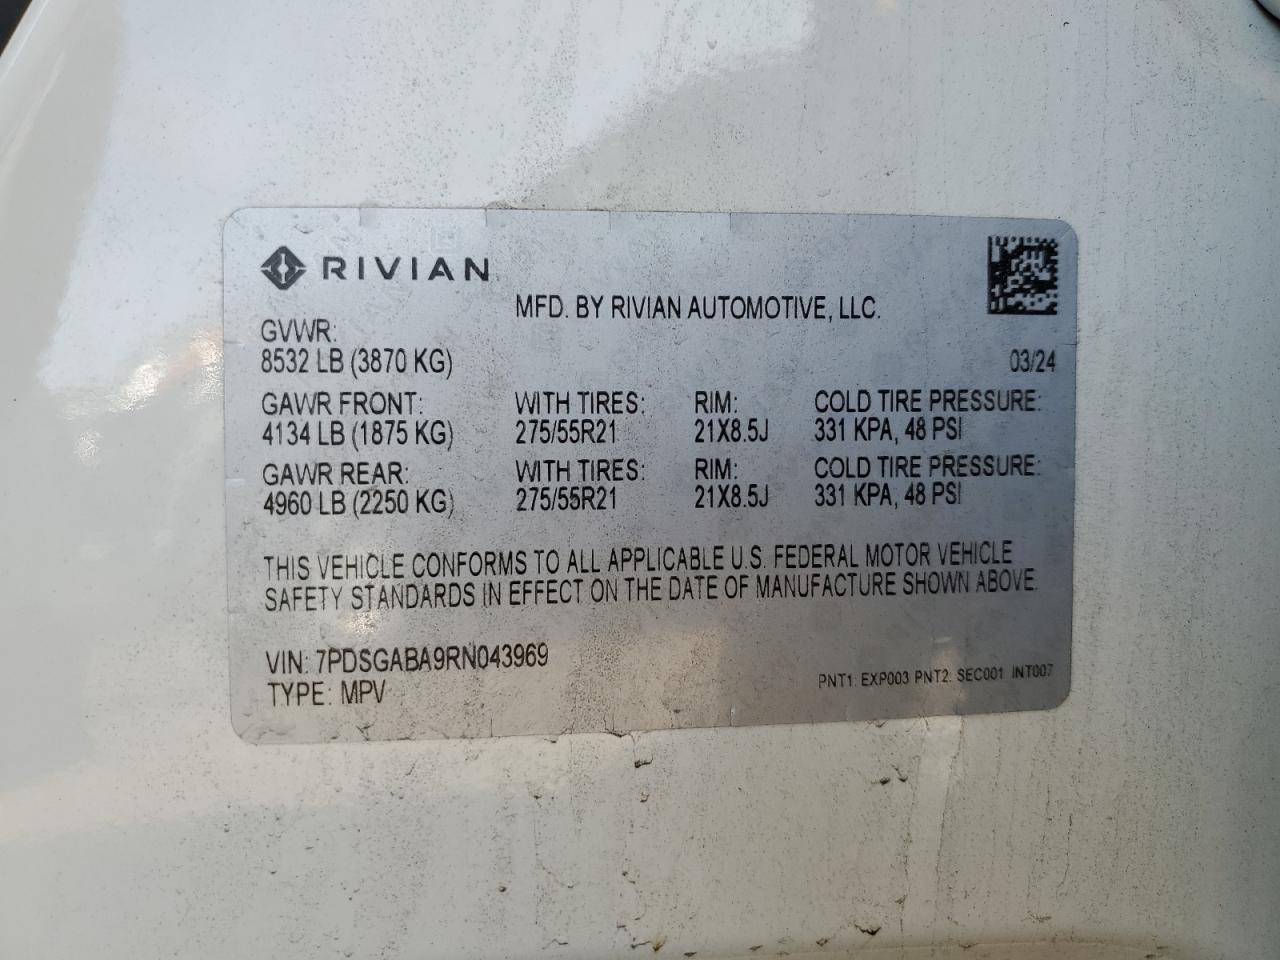 RIVIAN
MFD. BY RIVIAN AUTOMOTIVE, LLC.
GVWR:
8532 LB (3870 KG) 03/24
GAWR FRONT: WITH TIRES: RIM: COLD TIRE PRESSURE:
4134 LB (1875 KG) 275/55R21 21X8.5J 331 KPA, 48 PSI
GAWR REAR: WITH TIRES: RIM: COLD TIRE PRESSURE:
4960 LB (2250 KG) 275/55R21 21X8.5J 331 KPA, 48 PSI
THIS VEHICLE CONFORMS TO ALL APPLICABLE U.S. FEDERAL MOTOR VEHICLE
SAFETY STANDARDS IN EFFECT ON THE DATE OF MANUFACTURE SHOWN ABOVE.
VIN: 7PDSGABA9RN043969
TYPE: MPV
PNT1: EXP003 PNT2: SEC001 INT007